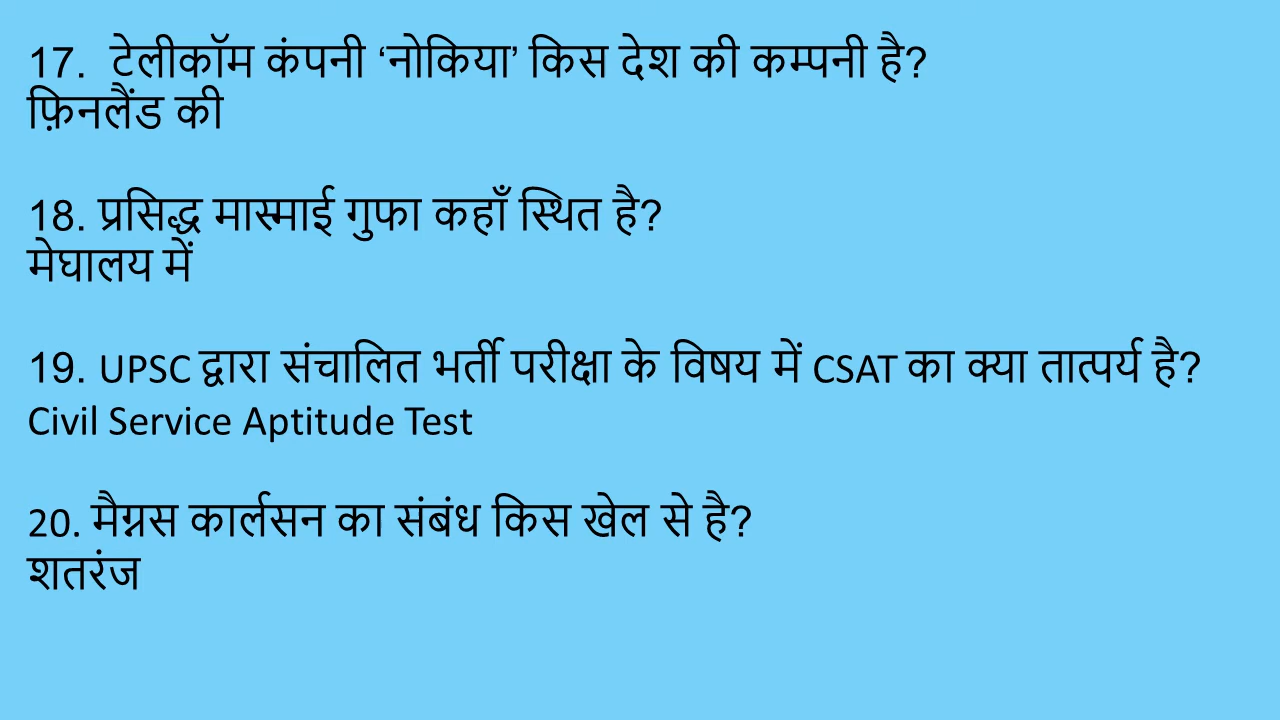 17. टेलीकॉम कंपनी ‘नोकिया’ किस देश की कम्पनी है?
फ़िनलैंड की
18. प्रसिद्ध मास्माई गुफा कहाँ स्थित है?
मेघालय में
19. UPSC द्वारा संचालित भर्ती परीक्षा के विषय में CSAT का क्या तात्पर्य है?
Civil Service Aptitude Test
20. मैग्नस कार्लसन का संबंध किस खेल से है?
शतरंज